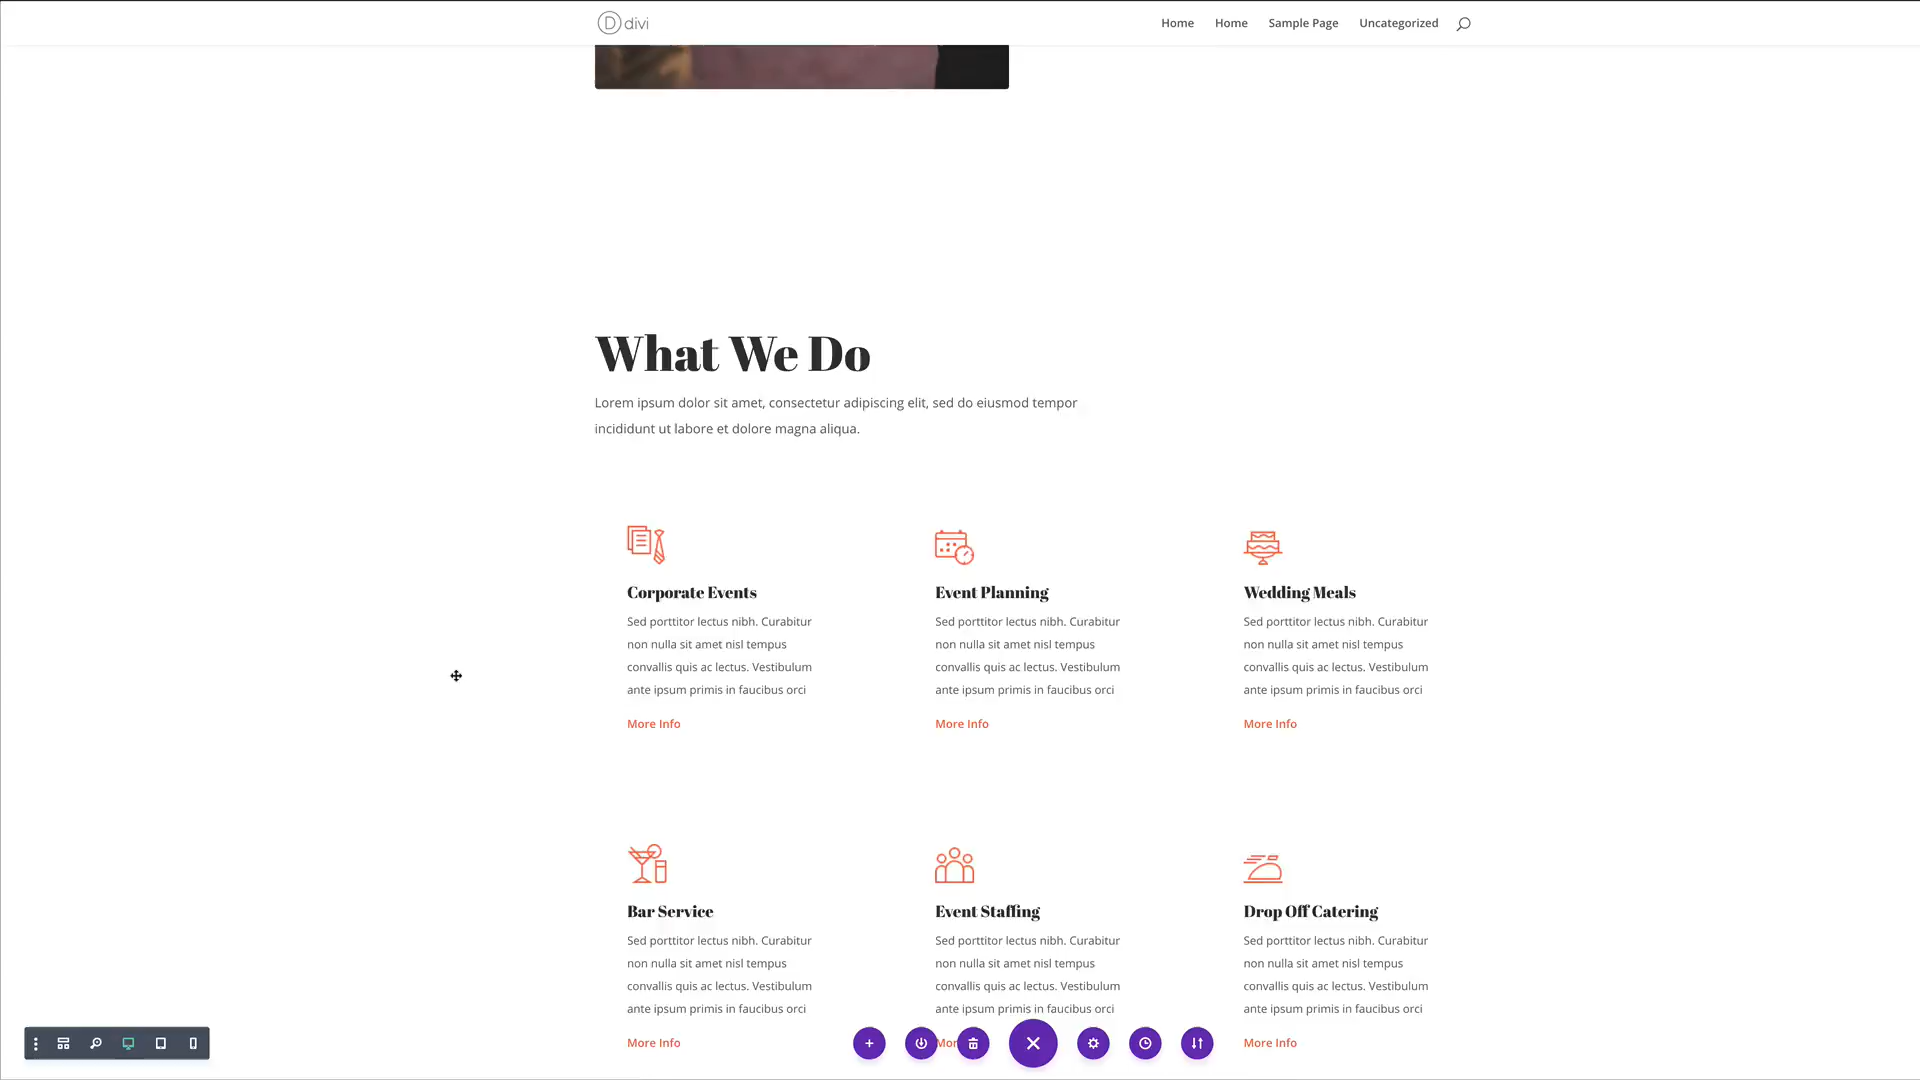 divi
Home
Home
Sample Page
Uncategorized
What We Do
Lorem ipsum dolor sit amet, consectetur adipiscing elit, sed do eiusmod tempor
incididunt ut labore et dolore magna aliqua.
Corporate Events
Sed porttitor lectus nibh. Curabitur
non nulla sit amet nisl tempus
convallis quis ac lectus. Vestibulum
ante ipsum primis in faucibus orci
More Info
Event Planning
Sed porttitor lectus nibh. Curabitur
non nulla sit amet nisl tempus
convallis quis ac lectus. Vestibulum
ante ipsum primis in faucibus orci
More Info
Wedding Meals
Sed porttitor lectus nibh. Curabitur
non nulla sit amet nisl tempus
convallis quis ac lectus. Vestibulum
ante ipsum primis in faucibus orci
More Info
Bar Service
Sed porttitor lectus nibh. Curabitur
non nulla sit amet nisl tempus
convallis quis ac lectus. Vestibulum
ante ipsum primis in faucibus orci
More Info
Event Staffing
Sed porttitor lectus nibh. Curabitur
non nulla sit amet nisl tempus
convallis quis ac lectus. Vestibulum
ante ipsum primis in faucibus orci
Drop Off Catering
Sed porttitor lectus nibh. Curabitur
non nulla sit amet nisl tempus
convallis quis ac lectus. Vestibulum
ante ipsum primis in faucibus orci
More Info